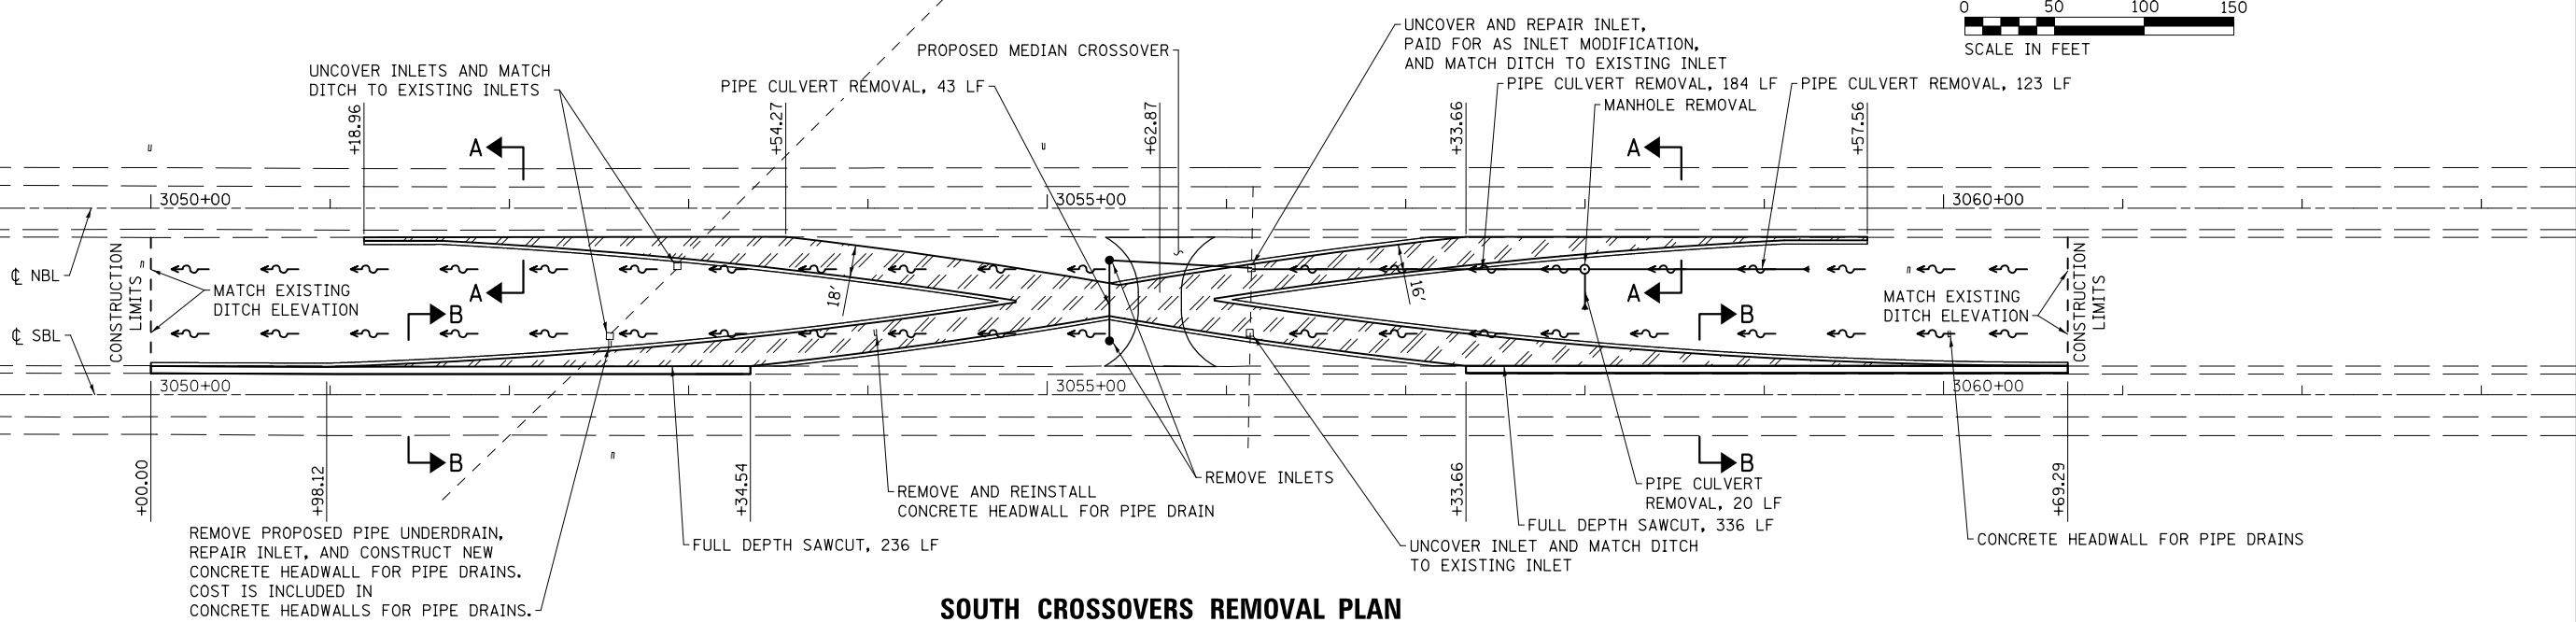 0 50 100 150
SCALE IN FEET
UNCOVER AND REPAIR INLET,
PAID FOR AS INLET MODIFICATION,
AND MATCH DITCH TO EXISTING INLET
PROPOSED MEDIAN CROSSOVER
UNCOVER INLETS AND MATCH
DITCH TO EXISTING INLETS
PIPE CULVERT REMOVAL, 43 LF
PIPE CULVERT REMOVAL, 184 LF
PIPE CULVERT REMOVAL, 123 LF
MANHOLE REMOVAL
+18.96
+54.27
+62.87
+33.66
+57.56
A
A
3050+00
3055+00
3060+00
℄ NBL
CONSTRUCTION
LIMITS
MATCH EXISTING
DITCH ELEVATION
A
B
18'
16'
A
B
MATCH EXISTING
DITCH ELEVATION
CONSTRUCTION
LIMITS
℄ SBL
3050+00
3055+00
3060+00
B
B
+00.00
+98.12
+34.54
+33.66
+69.29
REMOVE INLETS
REMOVE AND REINSTALL
CONCRETE HEADWALL FOR PIPE DRAIN
PIPE CULVERT
REMOVAL, 20 LF
FULL DEPTH SAWCUT, 336 LF
REMOVE PROPOSED PIPE UNDERDRAIN,
REPAIR INLET, AND CONSTRUCT NEW
CONCRETE HEADWALL FOR PIPE DRAINS.
COST IS INCLUDED IN
CONCRETE HEADWALLS FOR PIPE DRAINS.
FULL DEPTH SAWCUT, 236 LF
UNCOVER INLET AND MATCH DITCH
TO EXISTING INLET
CONCRETE HEADWALL FOR PIPE DRAINS
SOUTH CROSSOVERS REMOVAL PLAN